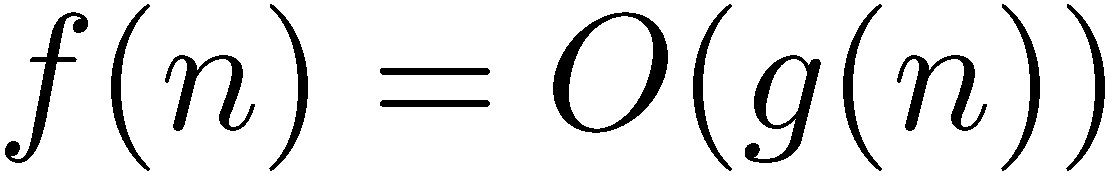 f(n) = O(g(n))